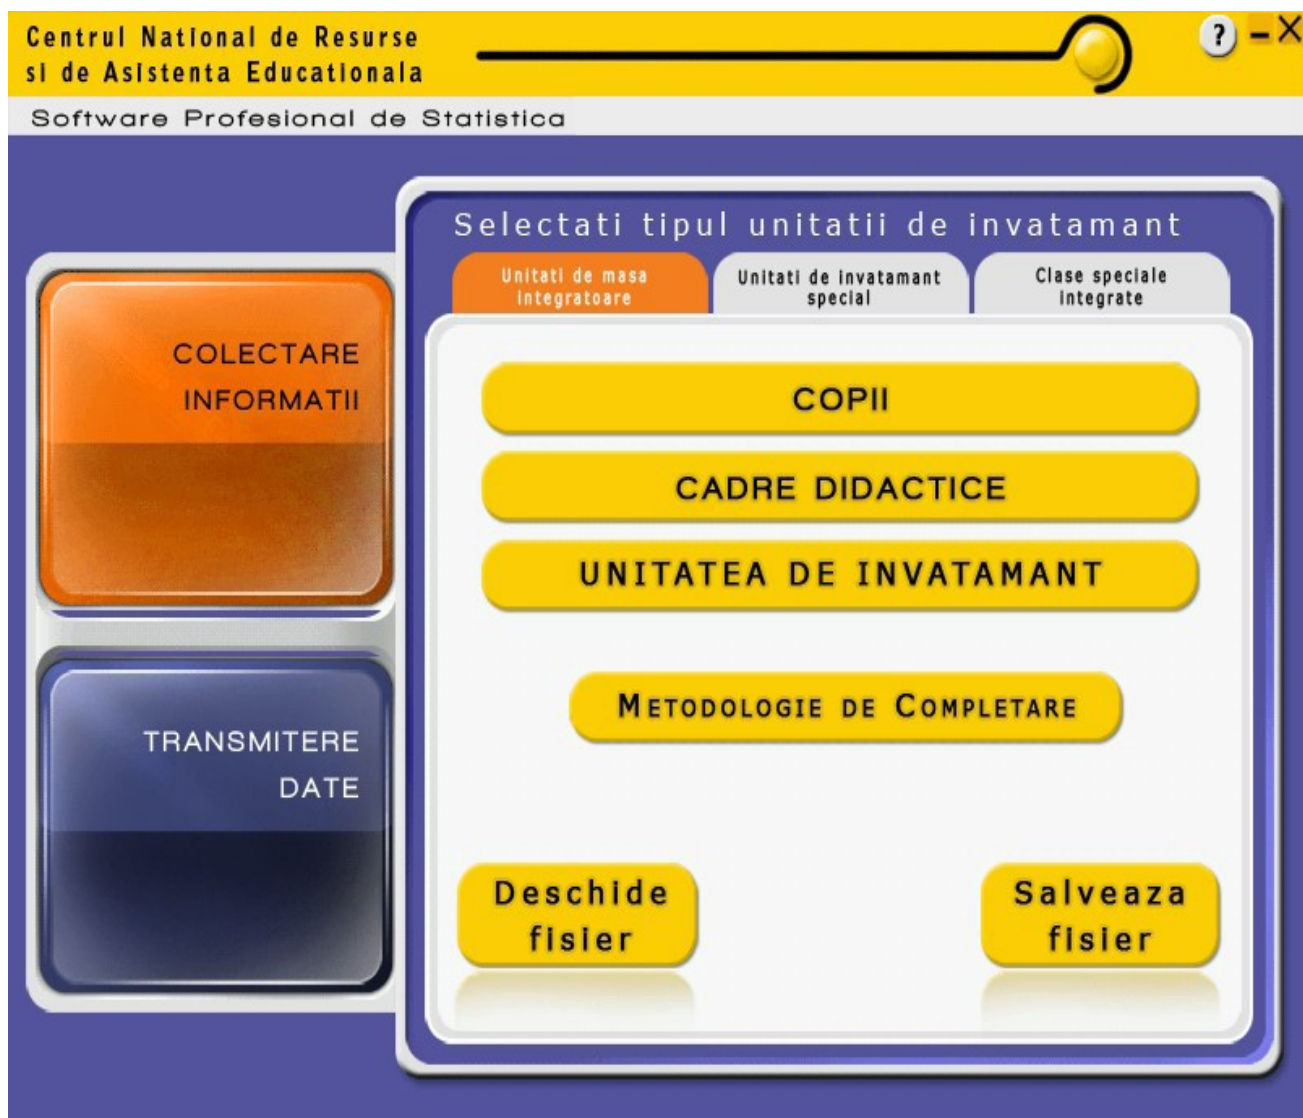 Centrul National de Resurse
si de Asistenta Educationala
?
Software Profesional de Statistica
Selectati tipul unitatii de invatamant
Unitati de masa
integratoare
Unitati de invatamant
special
Clase speciale
integrate
COLECTARE
INFORMATII
COPII
CADRE DIDACTICE
UNITATEA DE INVATAMANT
METODOLOGIE DE COMPLETARE
TRANSMITERE
DATE
Deschide
fisier
Salveaza
fisier